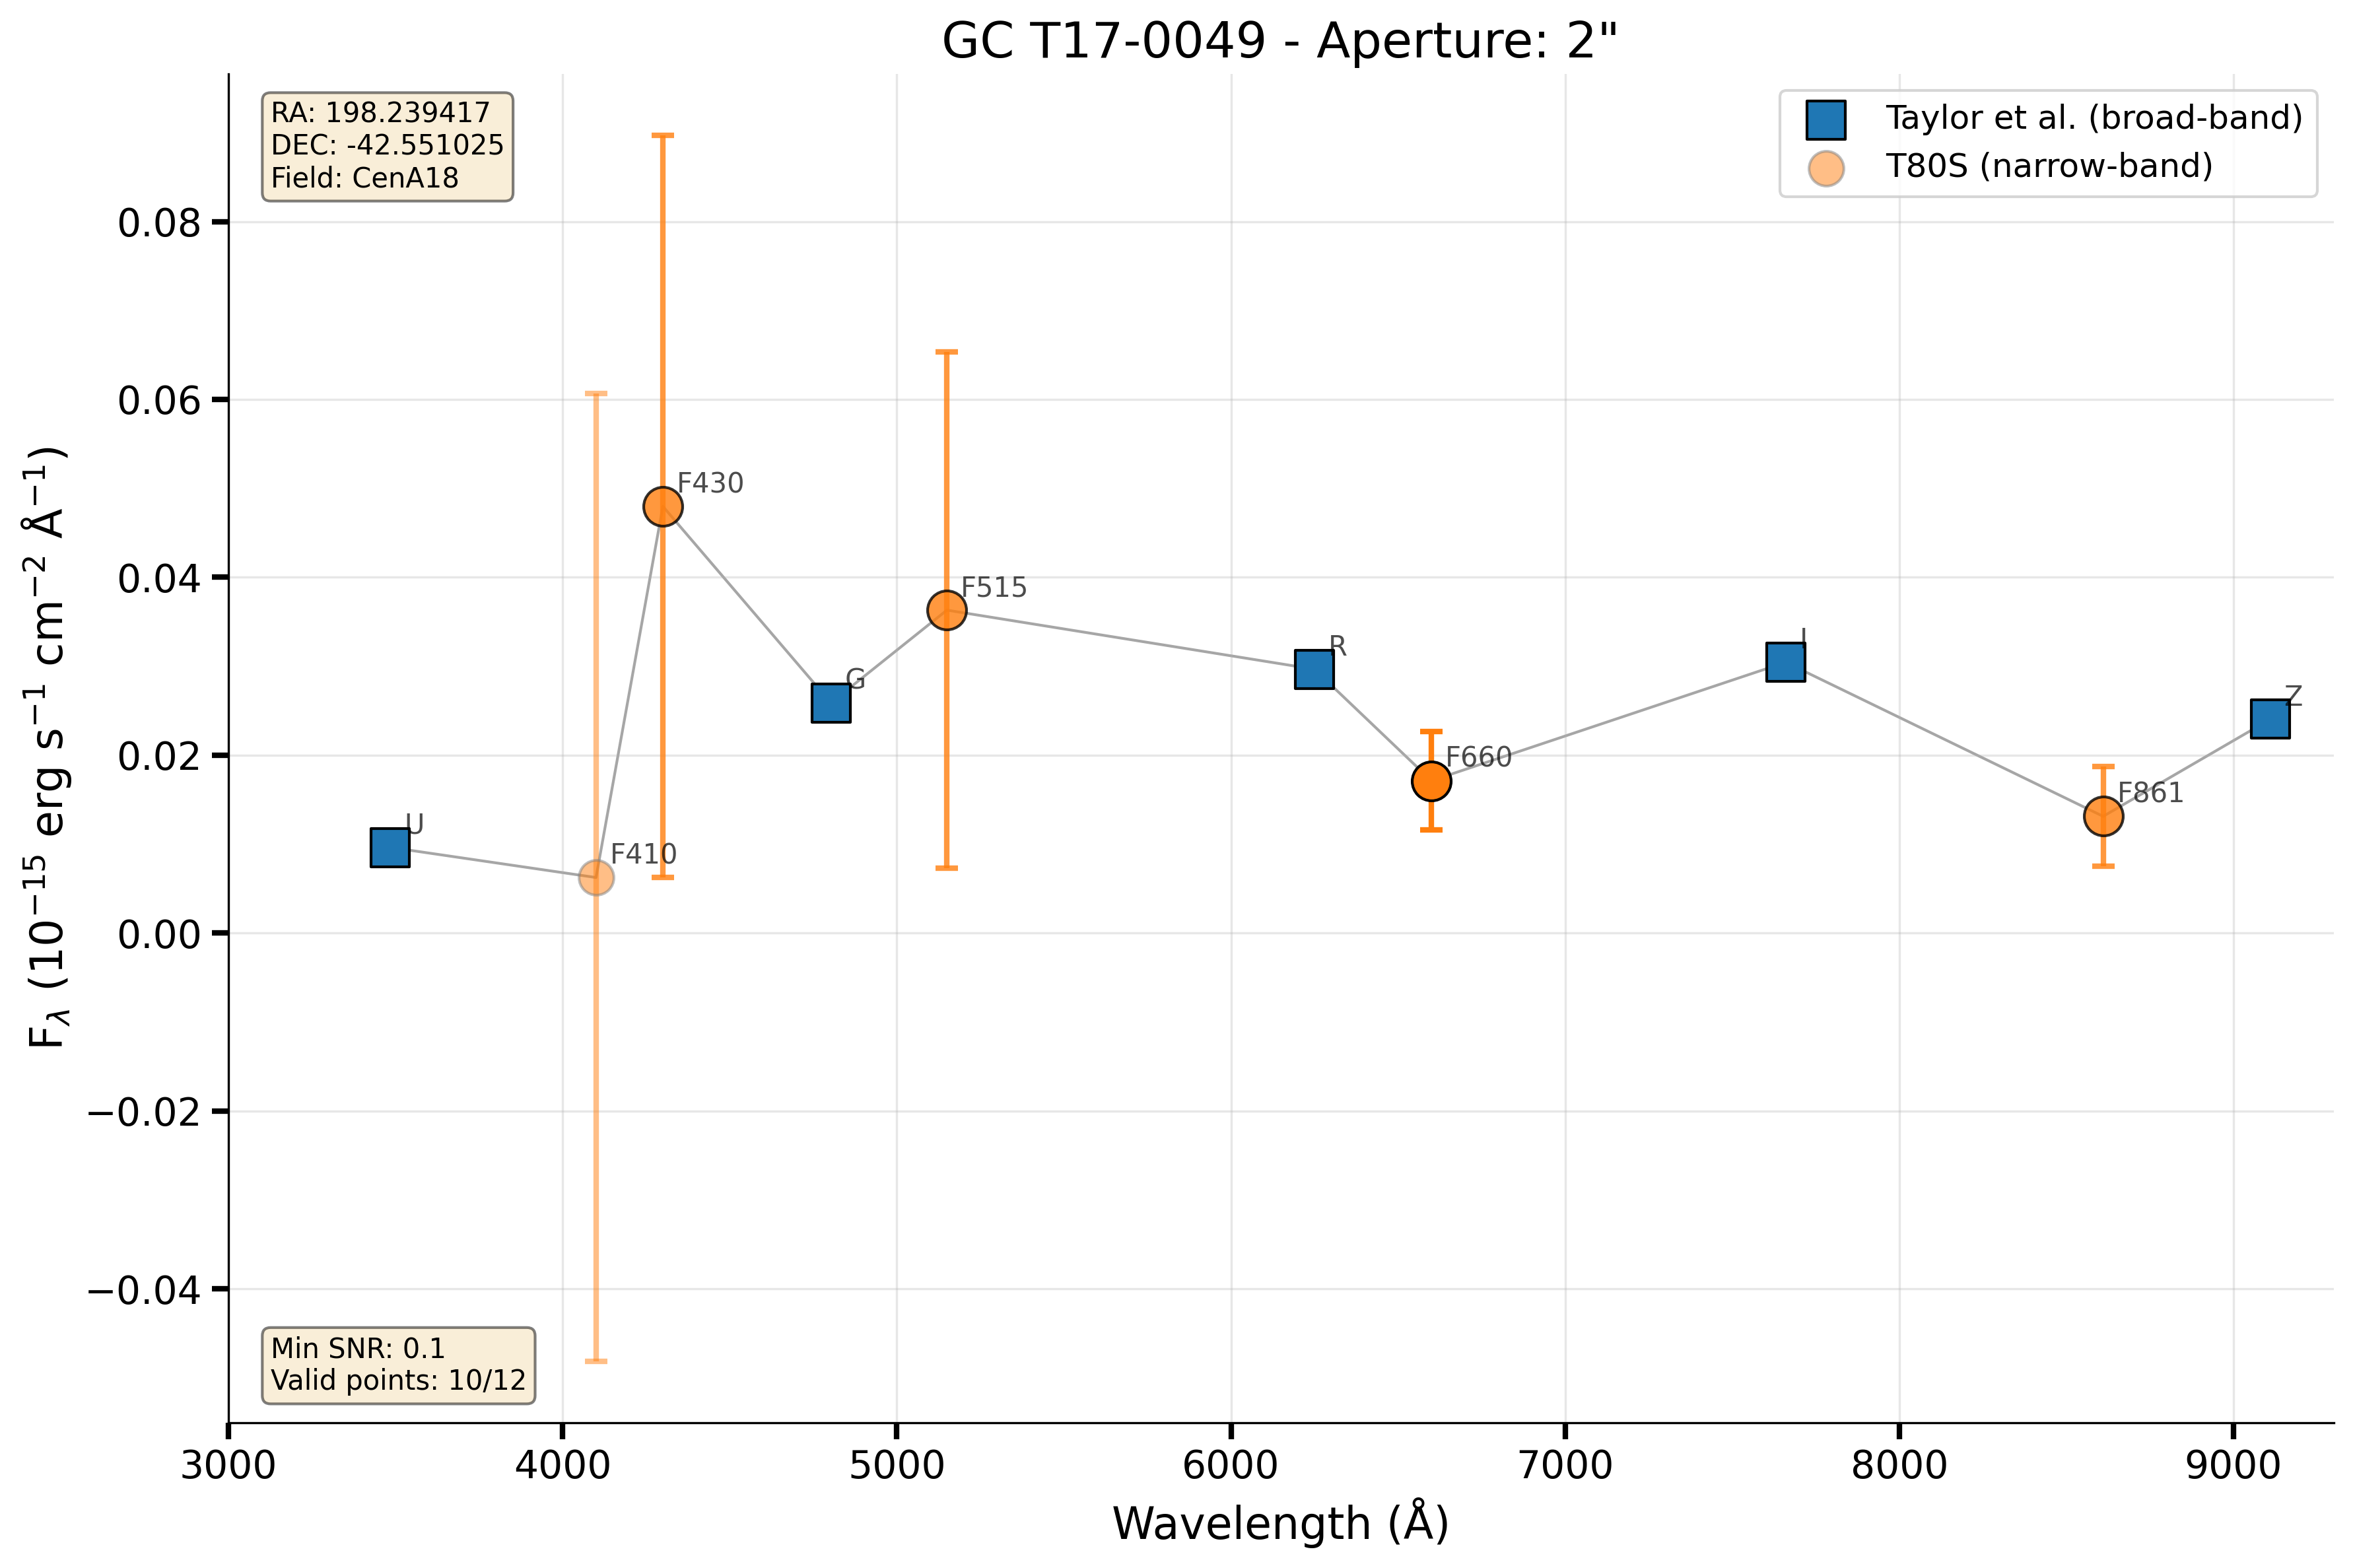 GC T17-0049 - Aperture: 2"
RA: 198.239417
DEC: -42.551025
Field: CenA18
Taylor et al. (broad-band)
T80S (narrow-band)
F_λ (10⁻¹⁵ erg s⁻¹ cm⁻² Å⁻¹)
0.08
0.06
0.04
0.02
0.00
−0.02
−0.04
U
F410
F430
G
F515
R
F660
I
F861
Z
Min SNR: 0.1
Valid points: 10/12
3000 4000 5000 6000 7000 8000 9000
Wavelength (Å)